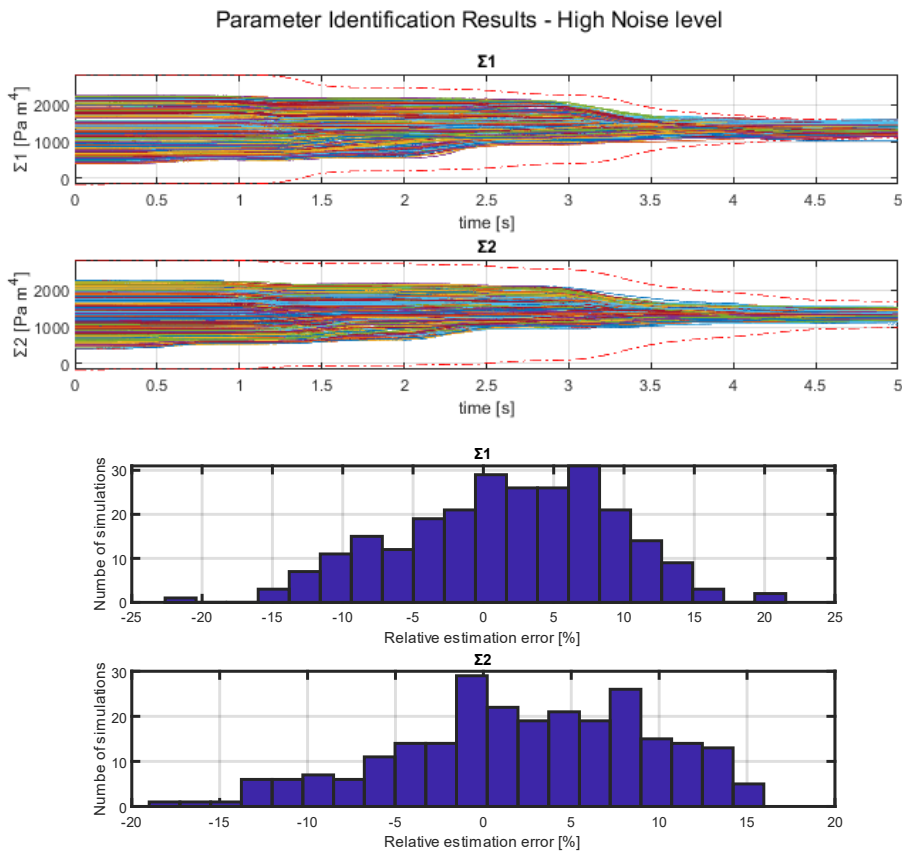 Parameter Identification Results - High Noise level
Σ1
Σ1 [Pa m^4]
2000
1000
0
0 0.5 1 1.5 2 2.5 3 3.5 4 4.5 5
time [s]
Σ2
Σ2 [Pa m^4]
2000
1000
0
0 0.5 1 1.5 2 2.5 3 3.5 4 4.5 5
time [s]
Σ1
Numbe of simulations
30
20
10
0
-25 -20 -15 -10 -5 0 5 10 15 20 25
Relative estimation error [%]
Σ2
Number of simulations
30
20
10
0
-20 -15 -10 -5 0 5 10 15 20
Relative estimation error [%]